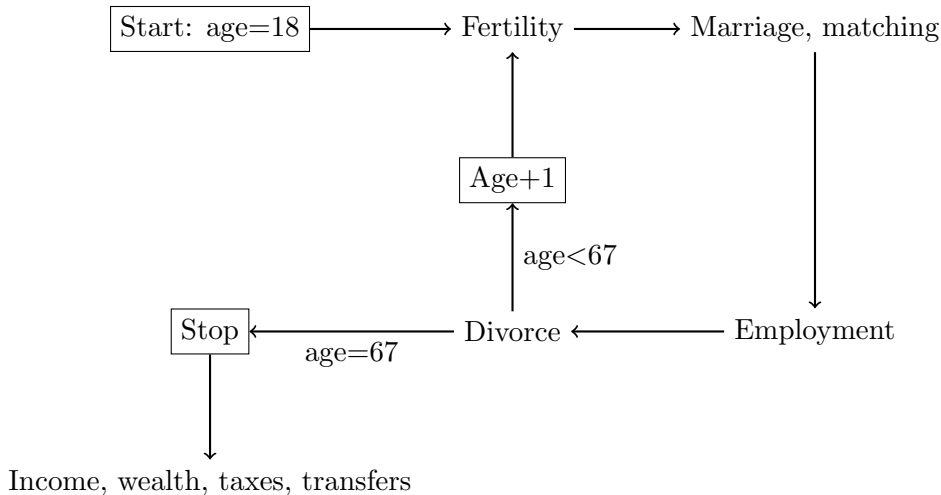 Start: age=18
Fertility
Marriage, matching
Age+1
age<67
Stop
age=67
Divorce
Employment
Income, wealth, taxes, transfers